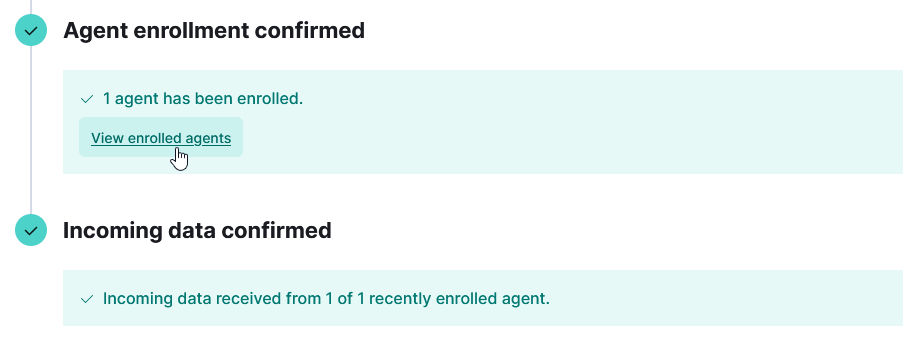 Agent enrollment confirmed
1 agent has been enrolled.
View enrolled agents
Incoming data confirmed
Incoming data received from 1 of 1 recently enrolled agent.